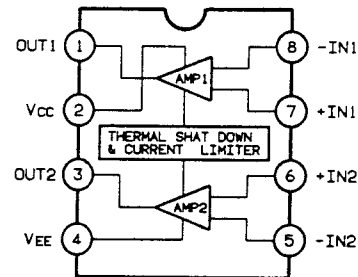 OUT1 1 8 -IN1
AMP1
VCC 2 7 +IN1
THERMAL SHAT DOWN
& CURRENT LIMITER
OUT2 3 6 +IN2
AMP2
VEE 4 5 -IN2